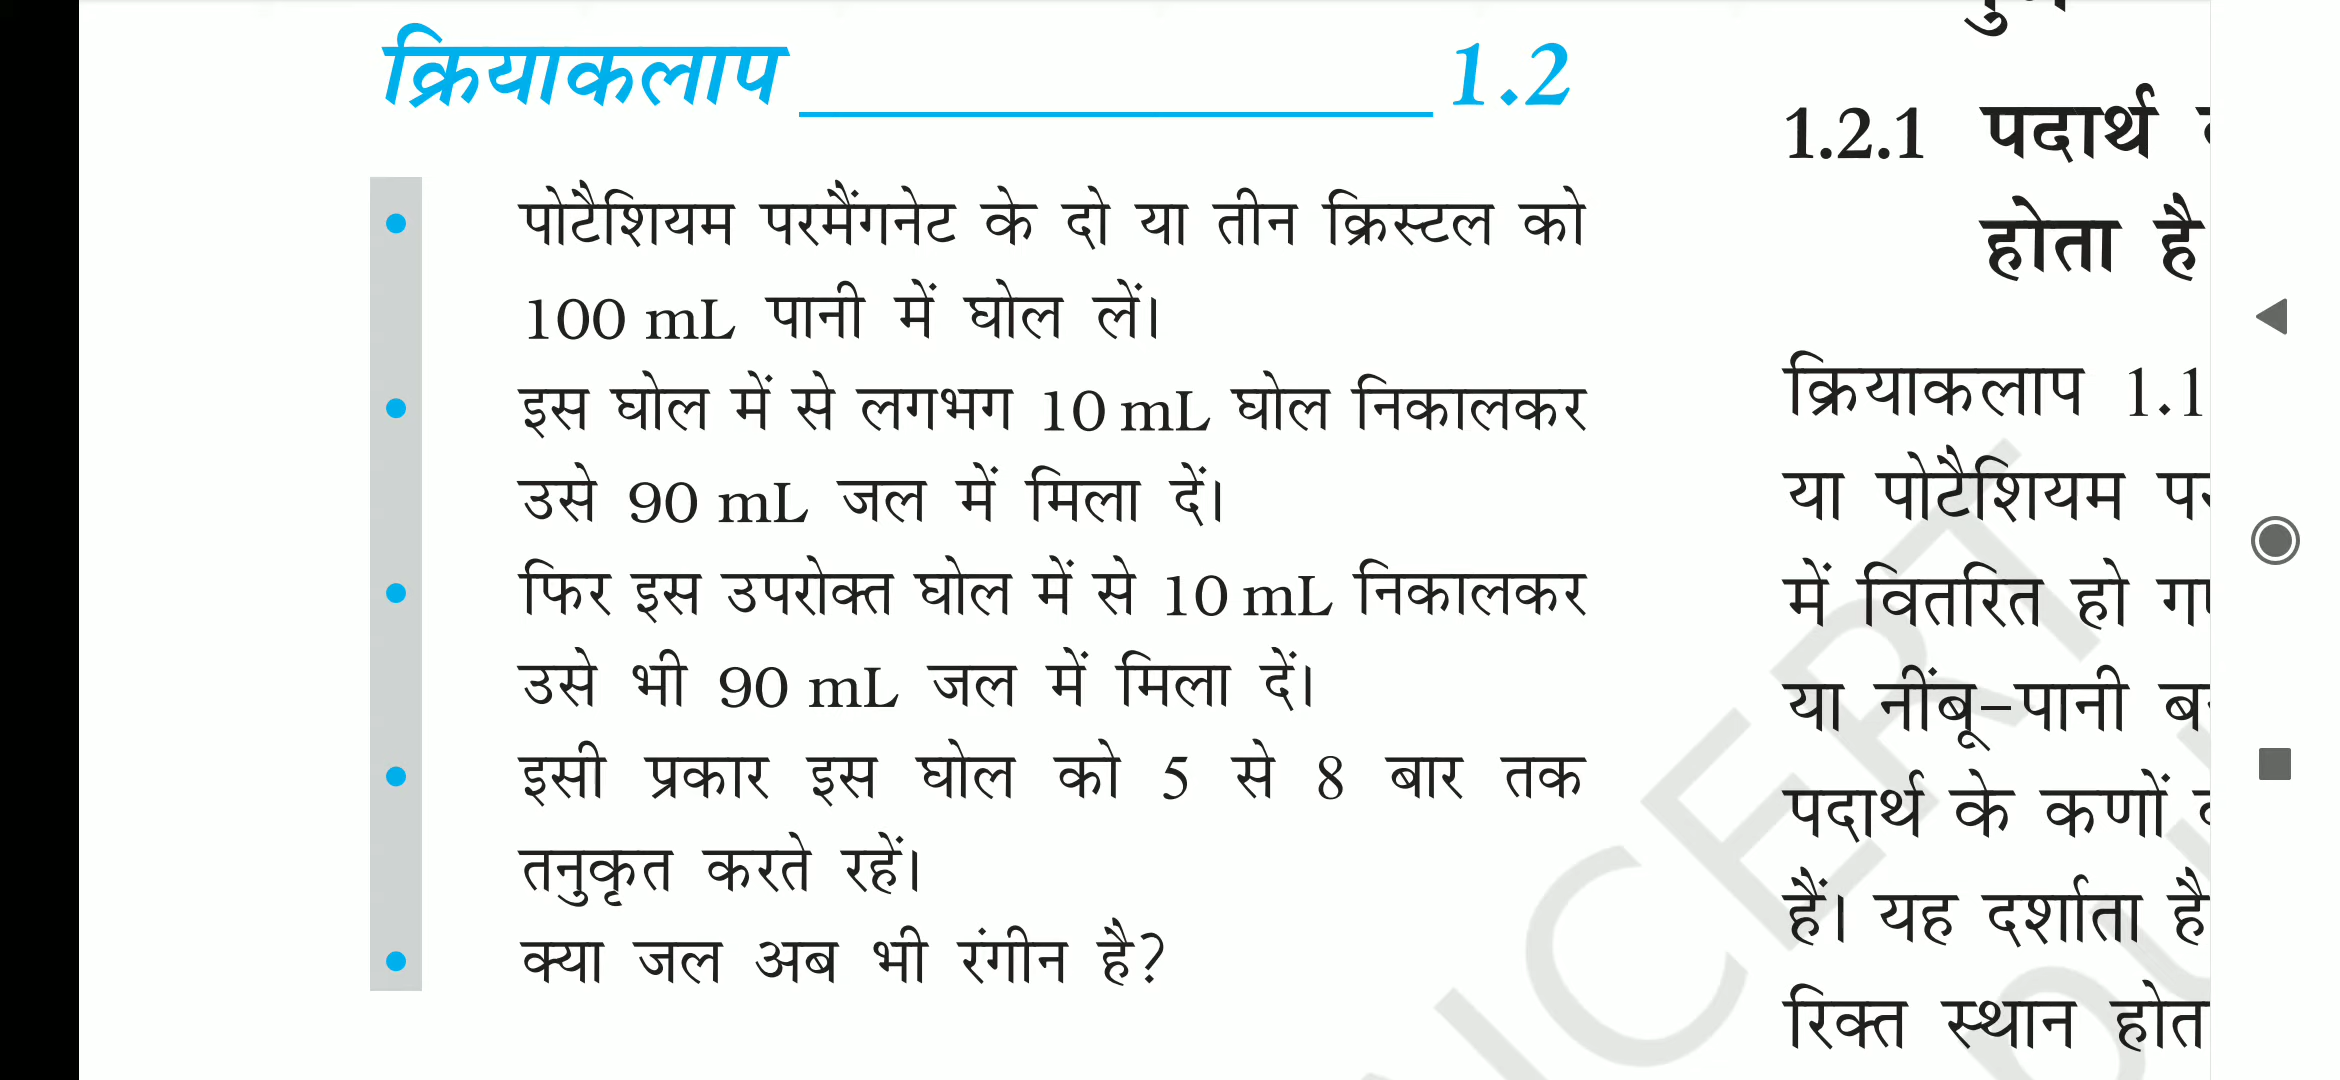 क्रियाकलाप 1.2
• पोटैशियम परमैंगनेट के दो या तीन क्रिस्टल को
100 mL पानी में घोल लें।
• इस घोल में से लगभग 10 mL घोल निकालकर
उसे 90 mL जल में मिला दें।
• फिर इस उपरोक्त घोल में से 10 mL निकालकर
उसे भी 90 mL जल में मिला दें।
• इसी प्रकार इस घोल को 5 से 8 बार तक
तनुकृत करते रहें।
• क्या जल अब भी रंगीन है?
1.2.1 पदार्थ
होता है
क्रियाकलाप 1.1
या पोटैशियम
में वितरित हो
या नींबू-पानी
पदार्थ के कणों
हैं। यह दर्शाता है
रिक्त स्थान
NCERT